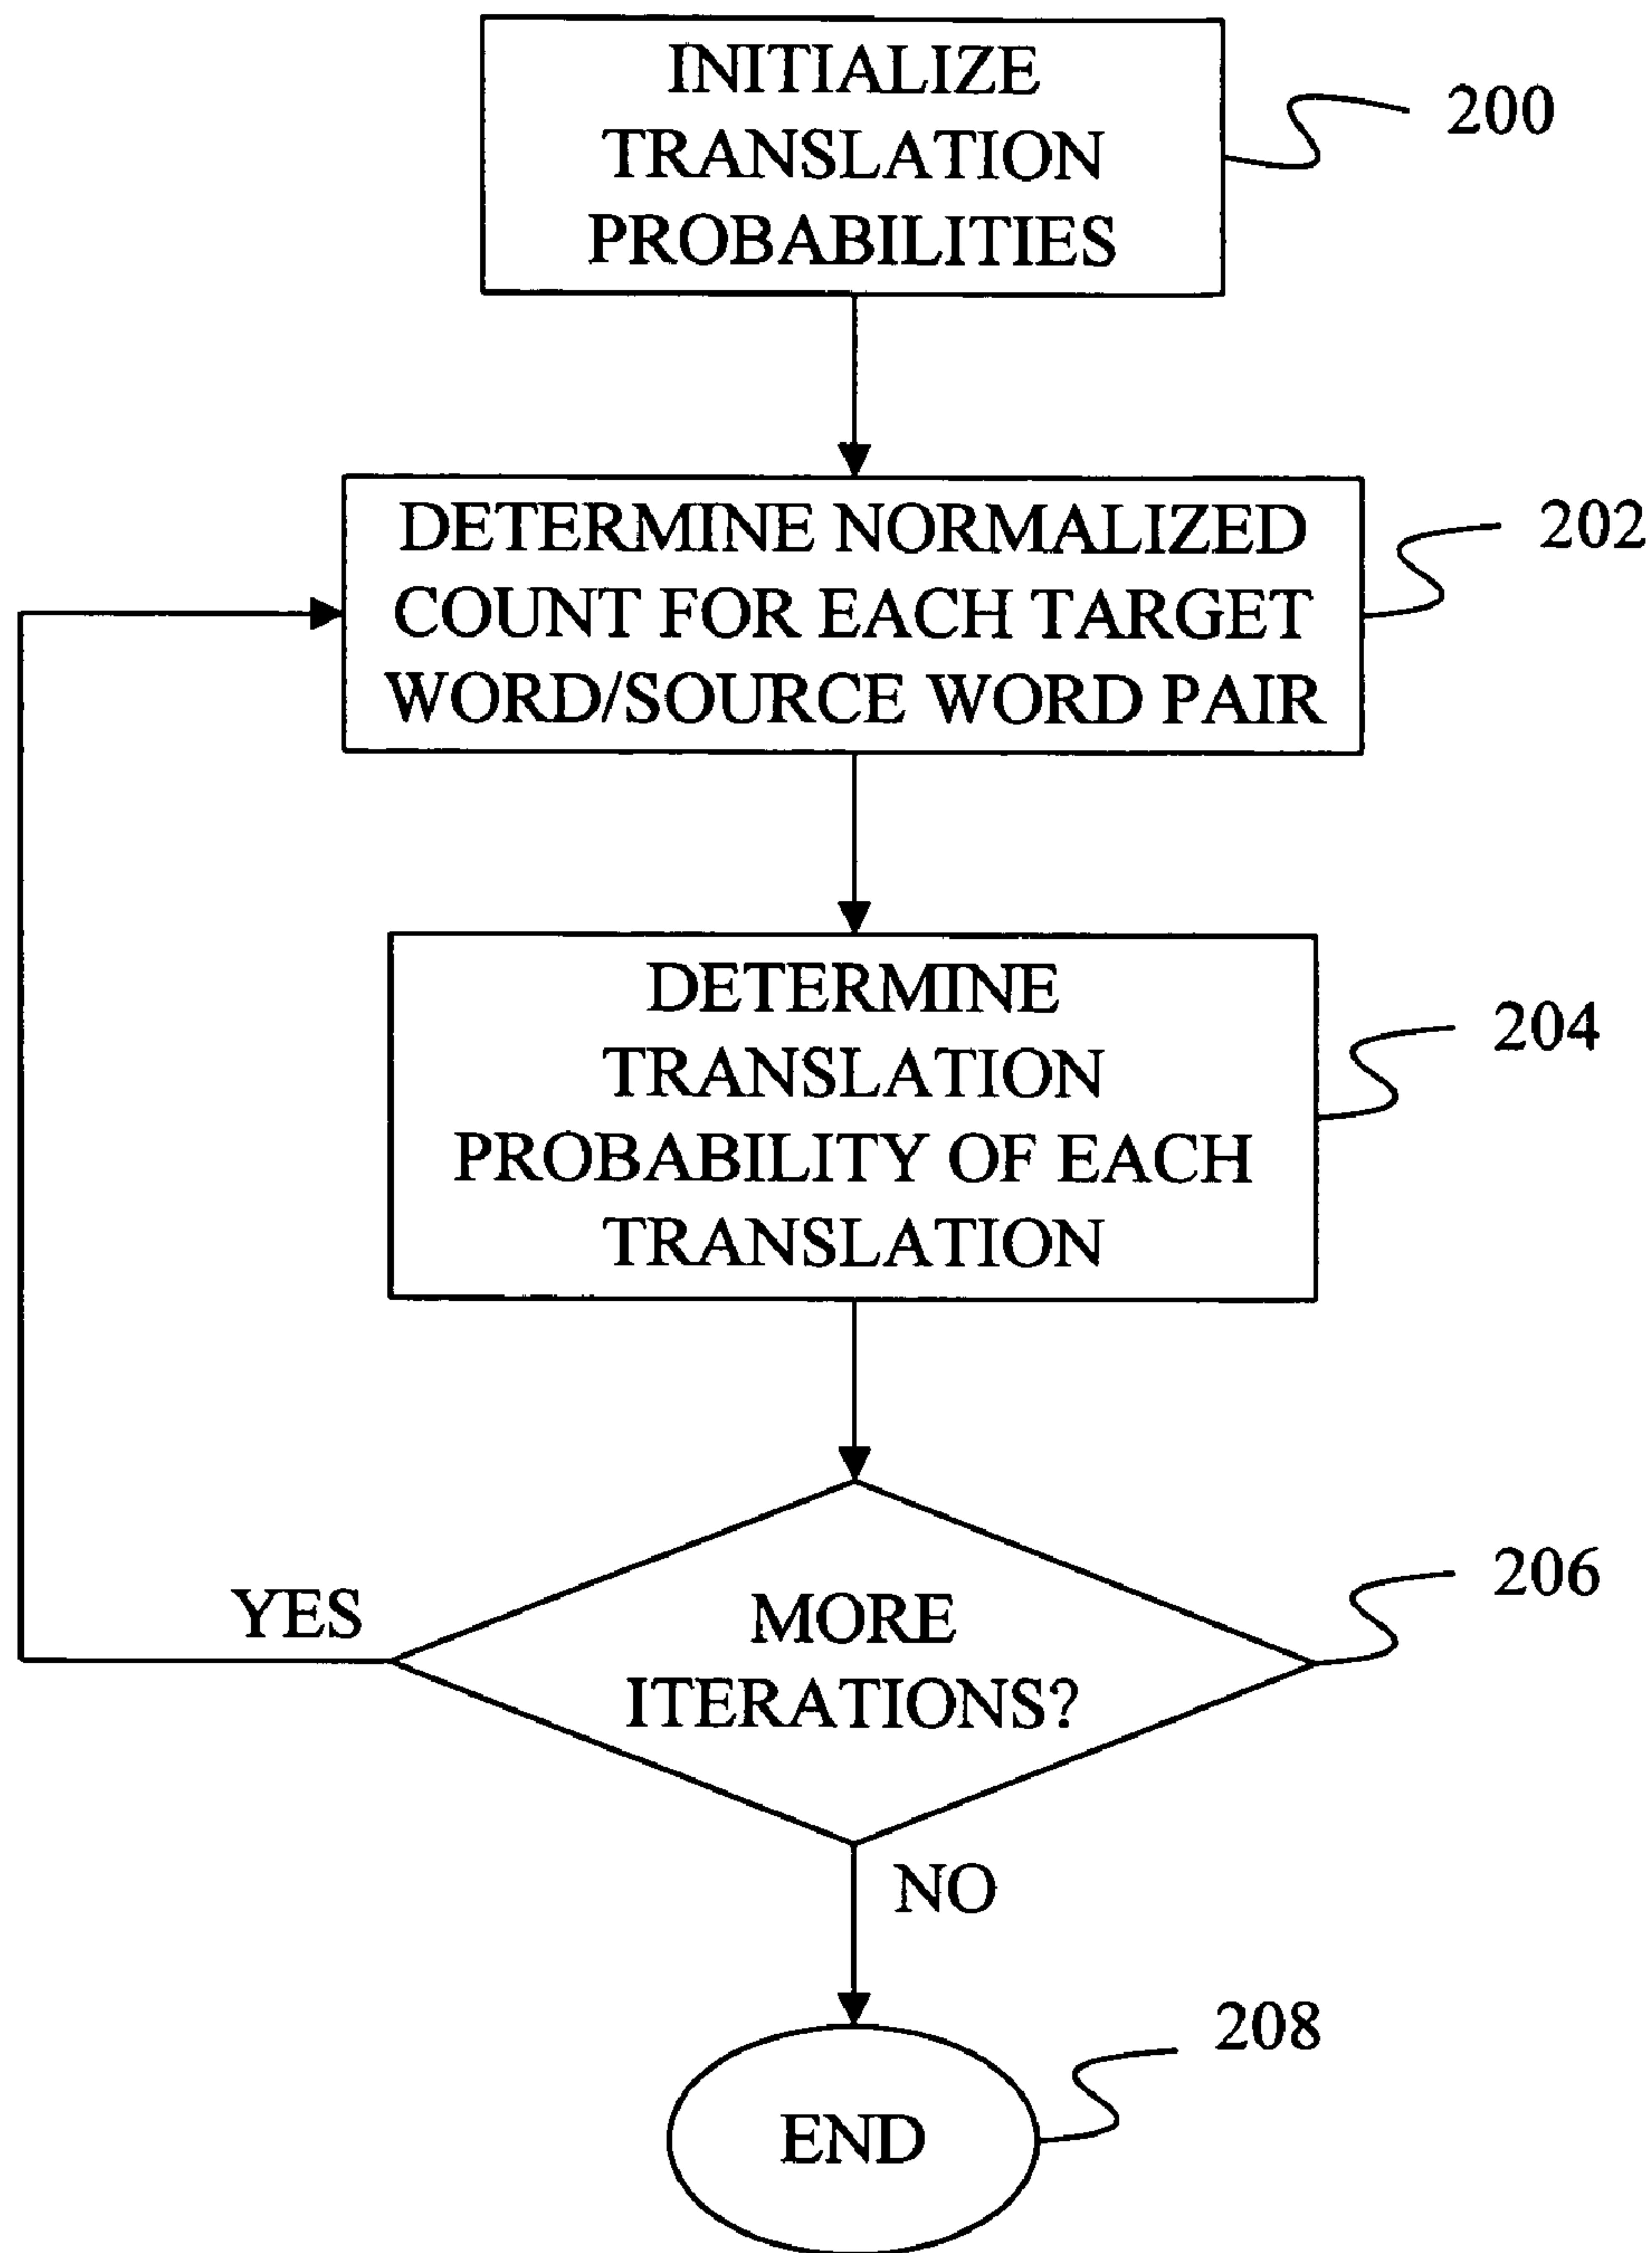 INITIALIZE
TRANSLATION
PROBABILITIES
200
DETERMINE NORMALIZED
COUNT FOR EACH TARGET
WORD/SOURCE WORD PAIR
202
DETERMINE
TRANSLATION
PROBABILITY OF EACH
TRANSLATION
204
MORE
ITERATIONS?
206
YES
NO
END
208